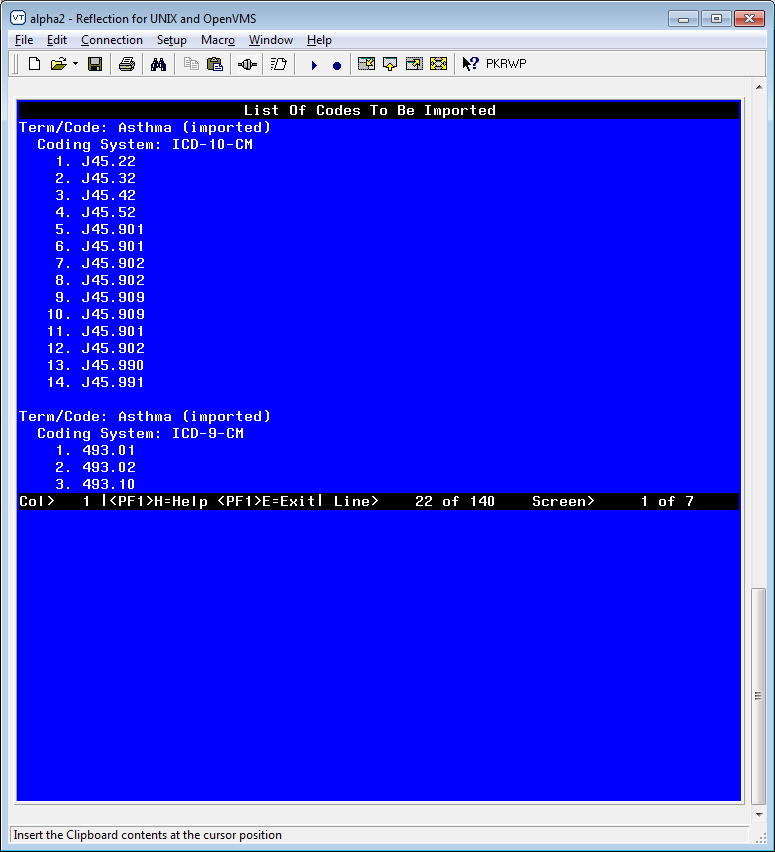 VT alpha2 - Reflection for UNIX and OpenVMS
File Edit Connection Setup Macro Window Help
PKRWP
List Of Codes To Be Imported
Term/Code: Asthma (imported)
Coding System: ICD-10-CM
1. J45.22
2. J45.32
3. J45.42
4. J45.52
5. J45.901
6. J45.901
7. J45.902
8. J45.902
9. J45.909
10. J45.909
11. J45.901
12. J45.902
13. J45.990
14. J45.991
Term/Code: Asthma (imported)
Coding System: ICD-9-CM
1. 493.01
2. 493.02
3. 493.10
Col> 1 |<PF1>H=Help <PF1>E=Exit| Line> 22 of 140 Screen> 1 of 7
Insert the Clipboard contents at the cursor position